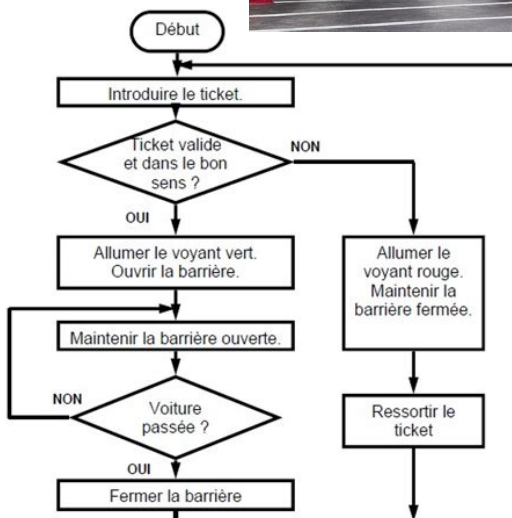 Début
Introduire le ticket.
Ticket valide
et dans le bon
sens ?
NON
OUI
Allumer le voyant vert.
Ouvrir la barrière.
Allumer le
voyant rouge.
Maintenir la
barrière fermée.
Maintenir la barrière ouverte.
NON
Voiture
passée ?
Ressortir le
ticket
OUI
Fermer la barrière